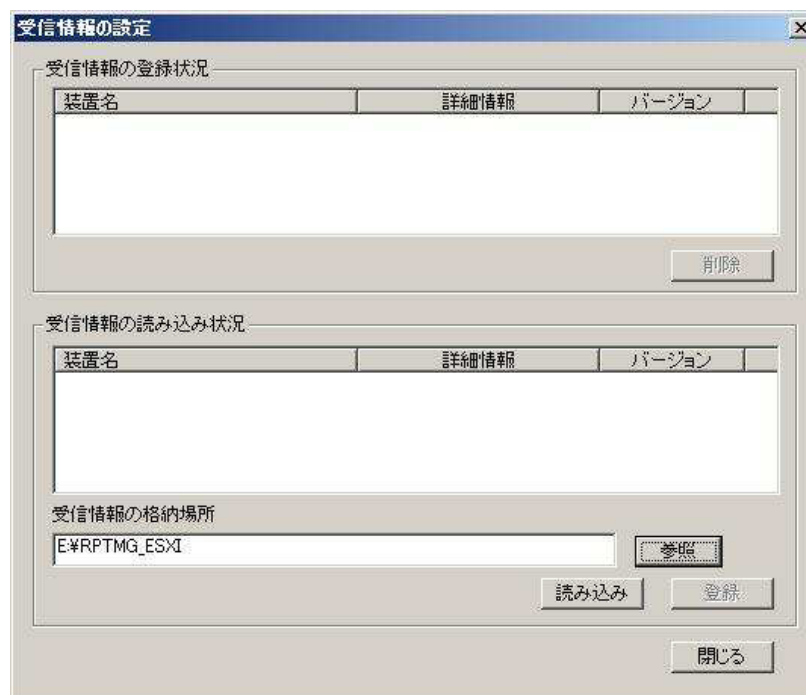 受信情報の設定
受信情報の登録状況
装置名 詳細情報 バージョン
削除
受信情報の読み込み状況
装置名 詳細情報 バージョン
受信情報の格納場所
E:¥RPTMG_ESXI 参照
読み込み 登録
閉じる